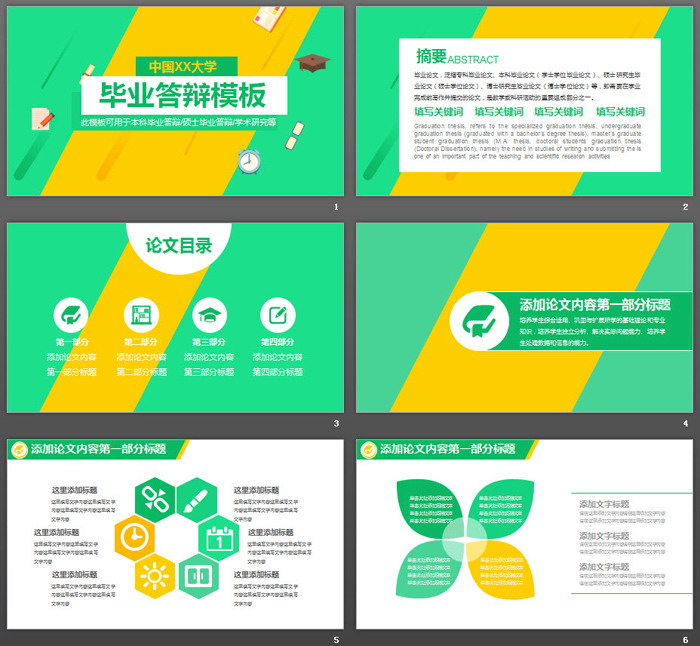 中国XX大学
毕业答辩模板
此模板可用于本科毕业答辩/硕士毕业答辩/学术研究等
1
摘要ABSTRACT
毕业论文，泛指专科毕业论文、本科毕业论文（学士学位毕业论文）、硕士研究生毕
业论文（硕士学位论文）、博士研究生毕业论文（博士学位论文）等，即需要在学业
完成前写作并提交的论文，是教学或科研活动的重要组成部分之一。
填写关键词 填写关键词 填写关键词 填写关键词
Graduation thesis, refers to the specialized graduation thesis, undergraduate
graduation thesis (graduated with a bachelor's degree thesis), master's graduate
student graduation thesis (M.A. thesis, doctoral students graduation thesis
(Doctoral Dissertation), namely the need in studies of writing and submitting the is
one of an important part of the teaching and scientific research activities
2
论文目录
第一部分 第二部分 第三部分 第四部分
添加论文内容 添加论文内容 添加论文内容 添加论文内容
第一部分标题 第二部分标题 第三部分标题 第四部分标题
3
添加论文内容第一部分标题
培养学生综合运用、巩固与扩展所学的基础理论和专业
知识，培养学生独立分析、解决实际问题能力、培养学
生处理数据和信息的能力。
4
添加论文内容第一部分标题
这里添加标题
这里添加标题
这里添加标题
这里添加标题
这里添加标题
这里添加标题
1
5
添加论文内容第一部分标题
添加文字标题
添加文字标题
添加文字标题
6